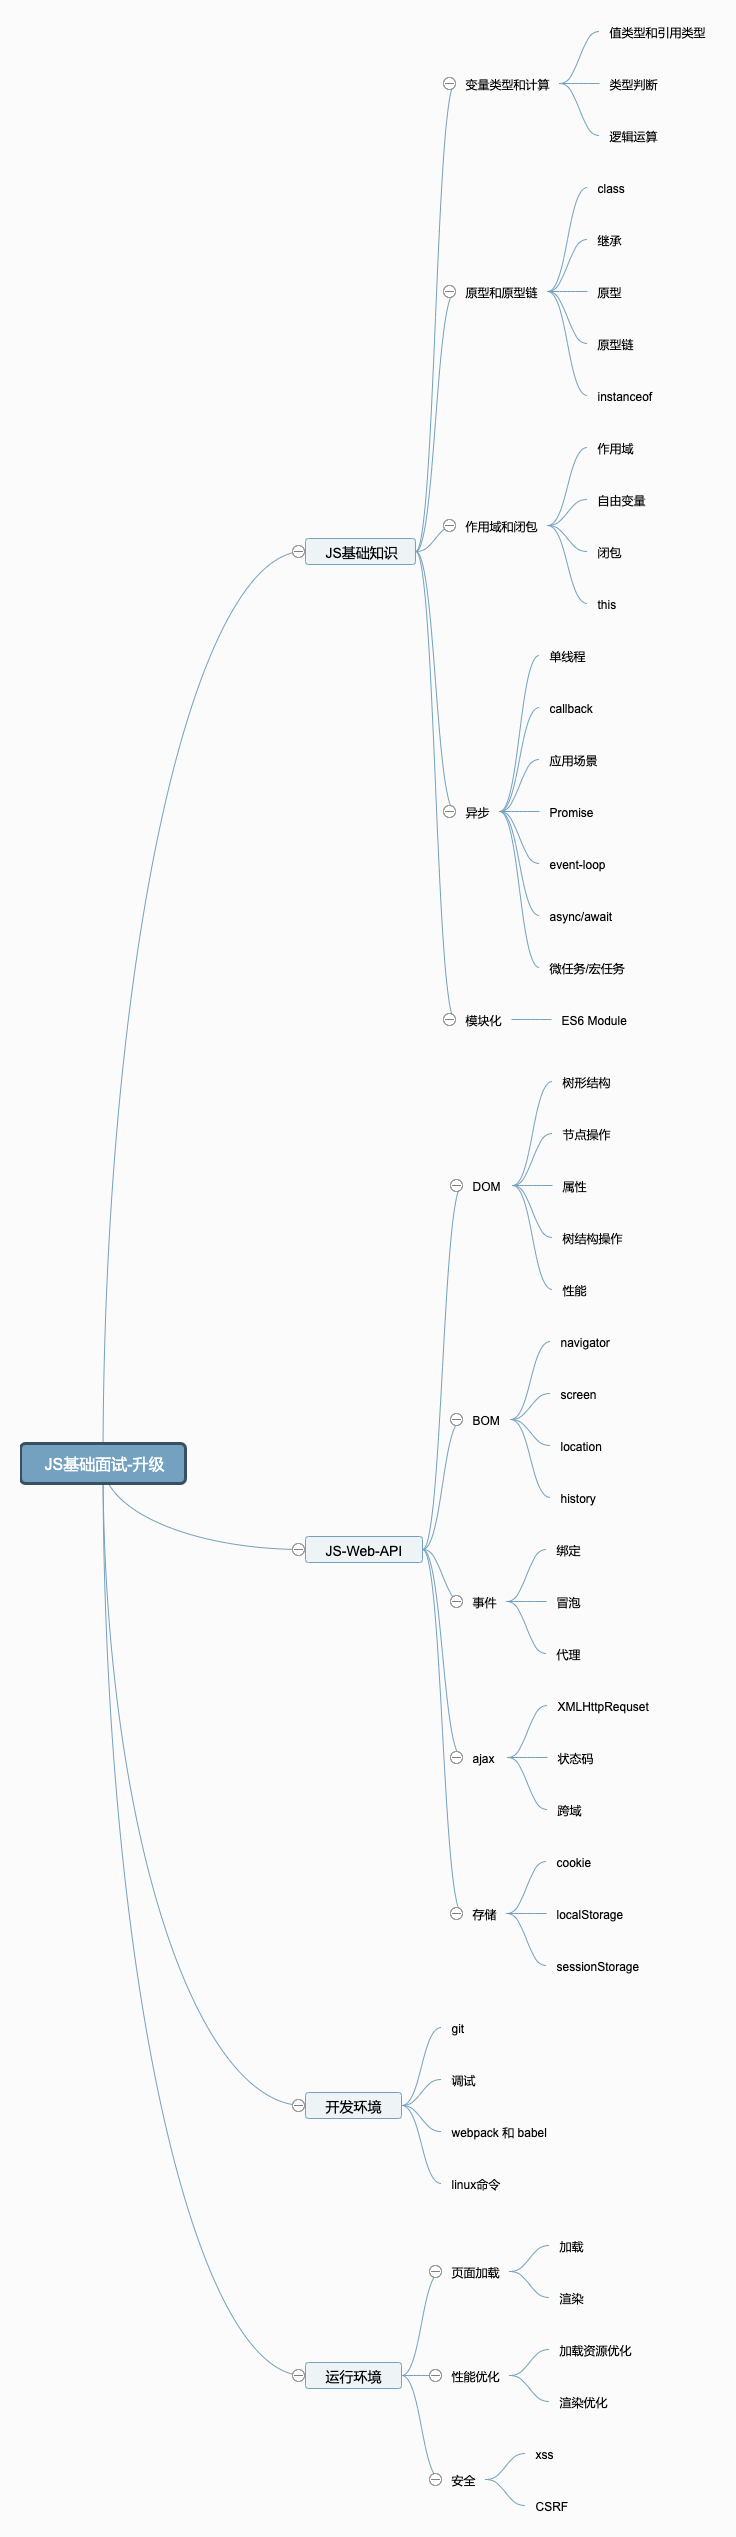 JS基础面试-升级
JS基础知识
变量类型和计算
值类型和引用类型
类型判断
逻辑运算
原型和原型链
class
继承
原型
原型链
instanceof
作用域和闭包
作用域
自由变量
闭包
this
异步
单线程
callback
应用场景
Promise
event-loop
async/await
微任务/宏任务
模块化
ES6 Module
JS-Web-API
DOM
树形结构
节点操作
属性
树结构操作
性能
BOM
navigator
screen
location
history
事件
绑定
冒泡
代理
ajax
XMLHttpRequset
状态码
跨域
存储
cookie
localStorage
sessionStorage
开发环境
git
调试
webpack 和 babel
linux命令
运行环境
页面加载
加载
渲染
性能优化
加载资源优化
渲染优化
安全
xss
CSRF